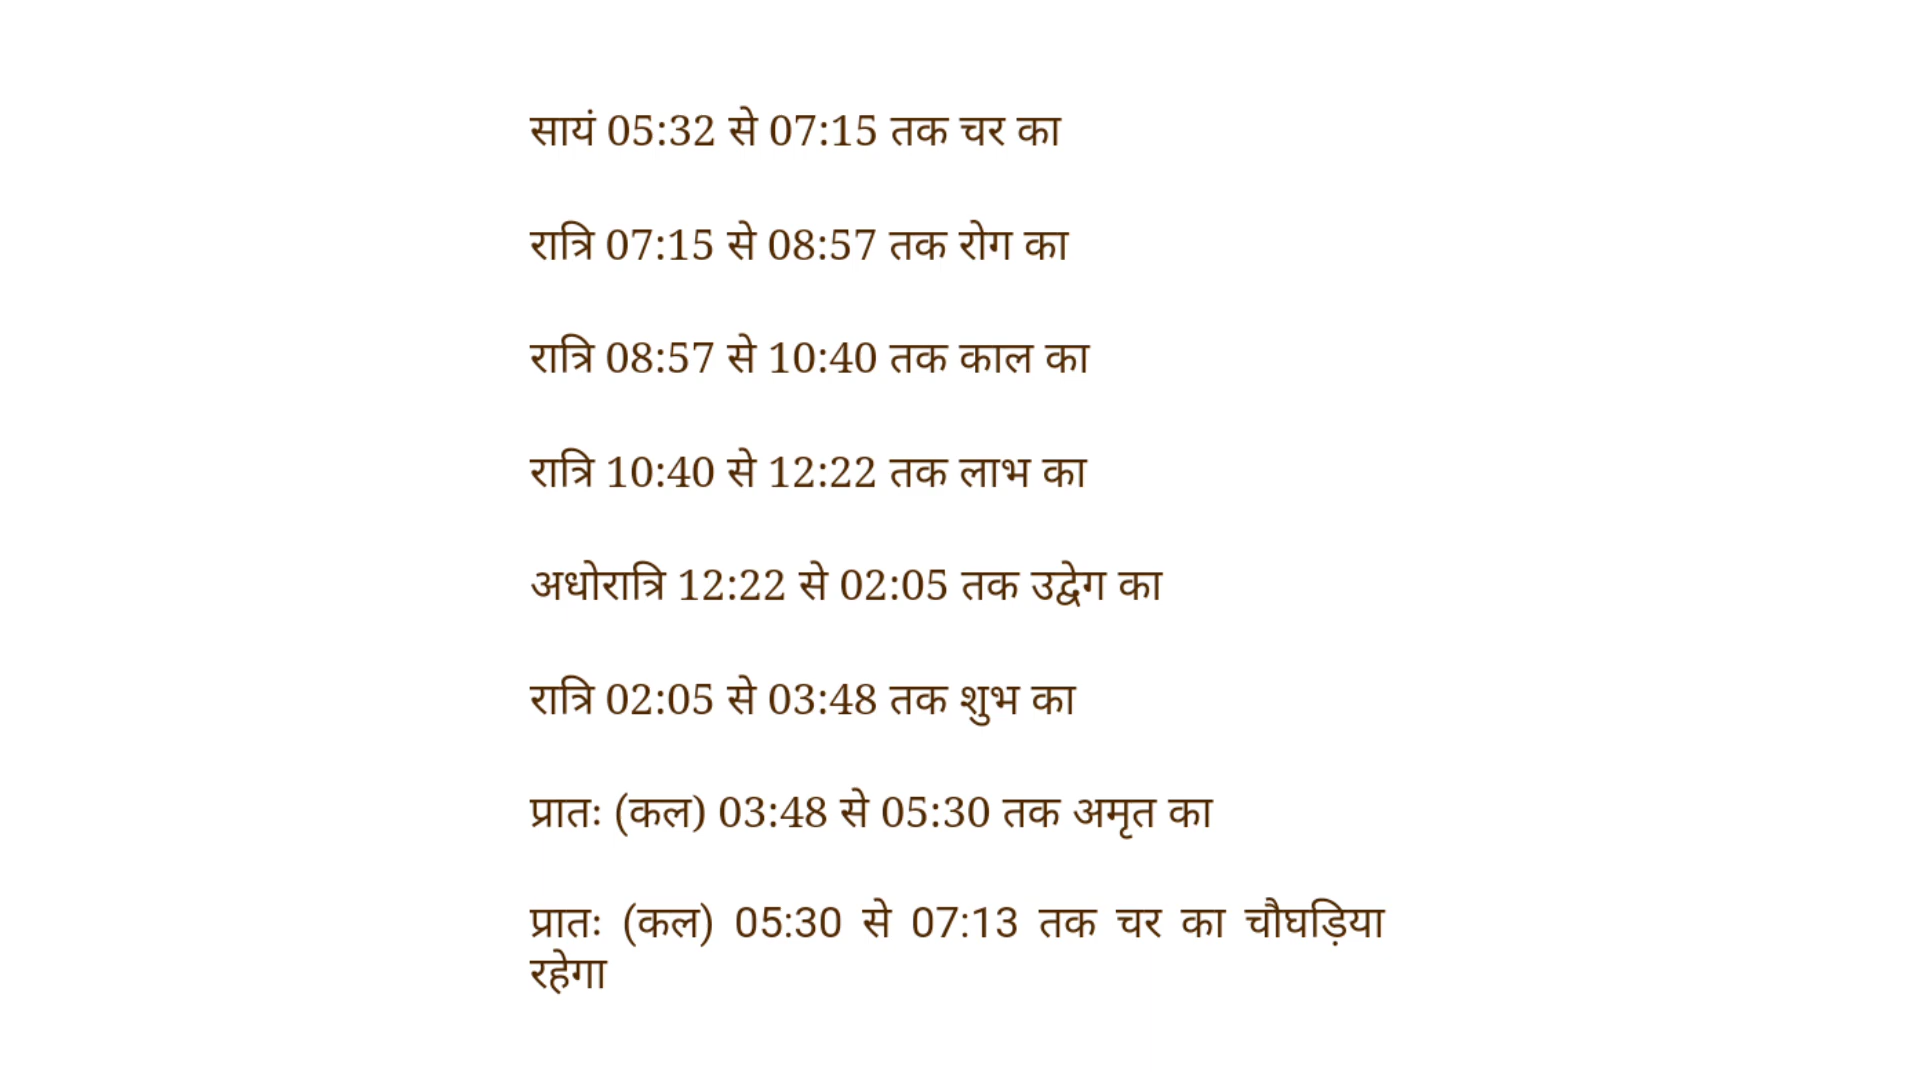 सायं 05:32 से 07:15 तक चर का
रात्रि 07:15 से 08:57 तक रोग का
रात्रि 08:57 से 10:40 तक काल का
रात्रि 10:40 से 12:22 तक लाभ का
अधोरात्रि 12:22 से 02:05 तक उद्वेग का
रात्रि 02:05 से 03:48 तक शुभ का
प्रातः (कल) 03:48 से 05:30 तक अमृत का
प्रातः (कल) 05:30 से 07:13 तक चर का चौघड़िया
रहेगा